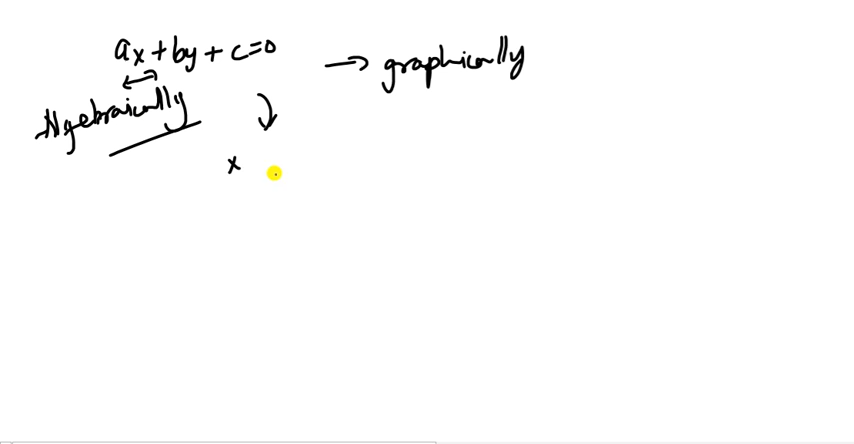 ax + by + c = 0 → graphically
Algebraically
x